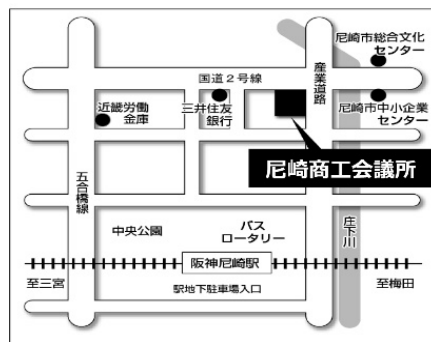 尼崎市総合文化
センター
国道２号線
産業道路
近畿労働
金庫
三井住友
銀行
尼崎市中小企業
センター
尼崎商工会議所
五合橋線
中央公園
バス
ロータリー
庄下川
阪神尼崎駅
至三宮
駅地下駐車場入口
至梅田